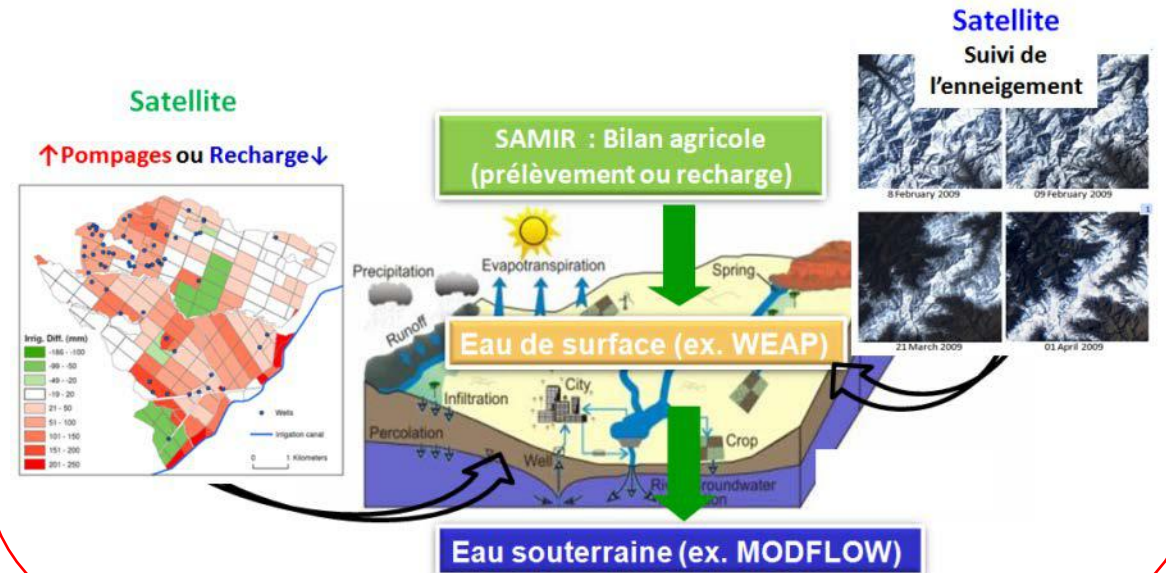 Satellite
↑Pompages ou Recharge↓
Irrig. Diff. (mm)
-186 - -100
-99 - -50
-49 - -20
-19 - 20
21 - 50
51 - 100
101 - 150
151 - 200
201 - 250
Wells
Irrigation canal
0 1 Kilometers
SAMIR : Bilan agricole
(prélèvement ou recharge)
Precipitation
Evapotranspiration
Spring
Runoff
Eau de surface (ex. WEAP)
City
Infiltration
Percolation
Well
Crop
Eau souterraine (ex. MODFLOW)
Satellite
Suivi de
l'enneigement
8 February 2009
09 February 2009
1
21 March 2009
01 April 2009